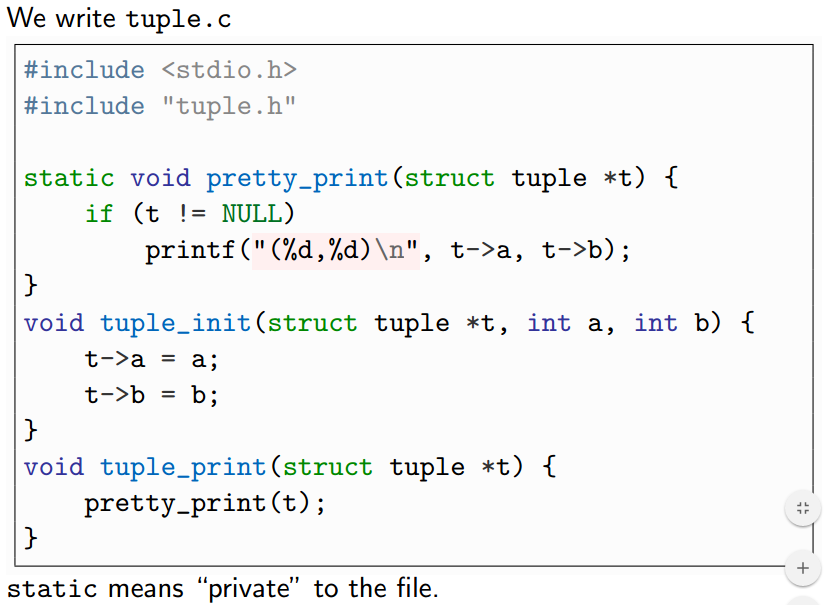 We write tuple.c
#include <stdio.h>
#include "tuple.h"
static void pretty_print(struct tuple *t) {
if (t != NULL)
printf("(%d,%d)\n", t->a, t->b);
}
void tuple_init(struct tuple *t, int a, int b) {
t->a = a;
t->b = b;
}
void tuple_print(struct tuple *t) {
pretty_print(t);
}
static means “private” to the file.